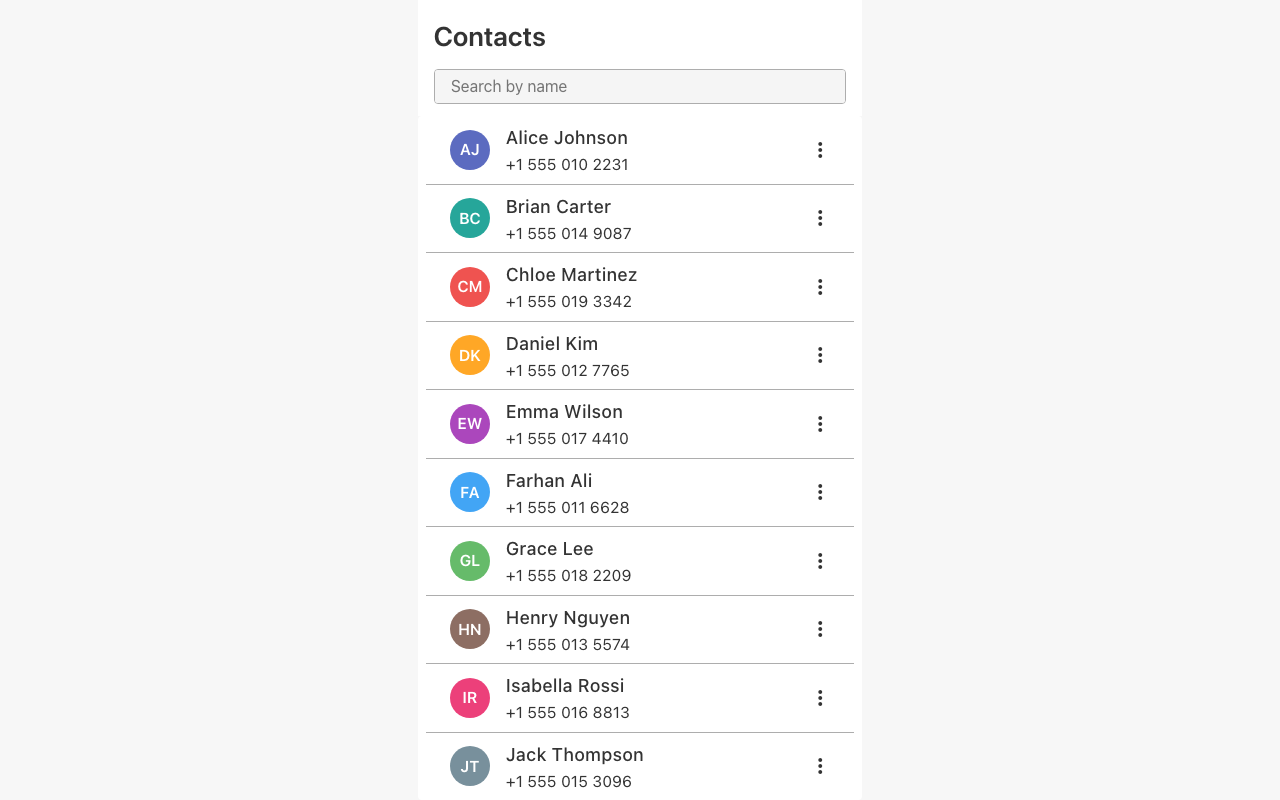 Contacts
Search by name
AJ
Alice Johnson
+1 555 010 2231
BC
Brian Carter
+1 555 014 9087
CM
Chloe Martinez
+1 555 019 3342
DK
Daniel Kim
+1 555 012 7765
EW
Emma Wilson
+1 555 017 4410
FA
Farhan Ali
+1 555 011 6628
GL
Grace Lee
+1 555 018 2209
HN
Henry Nguyen
+1 555 013 5574
IR
Isabella Rossi
+1 555 016 8813
JT
Jack Thompson
+1 555 015 3096